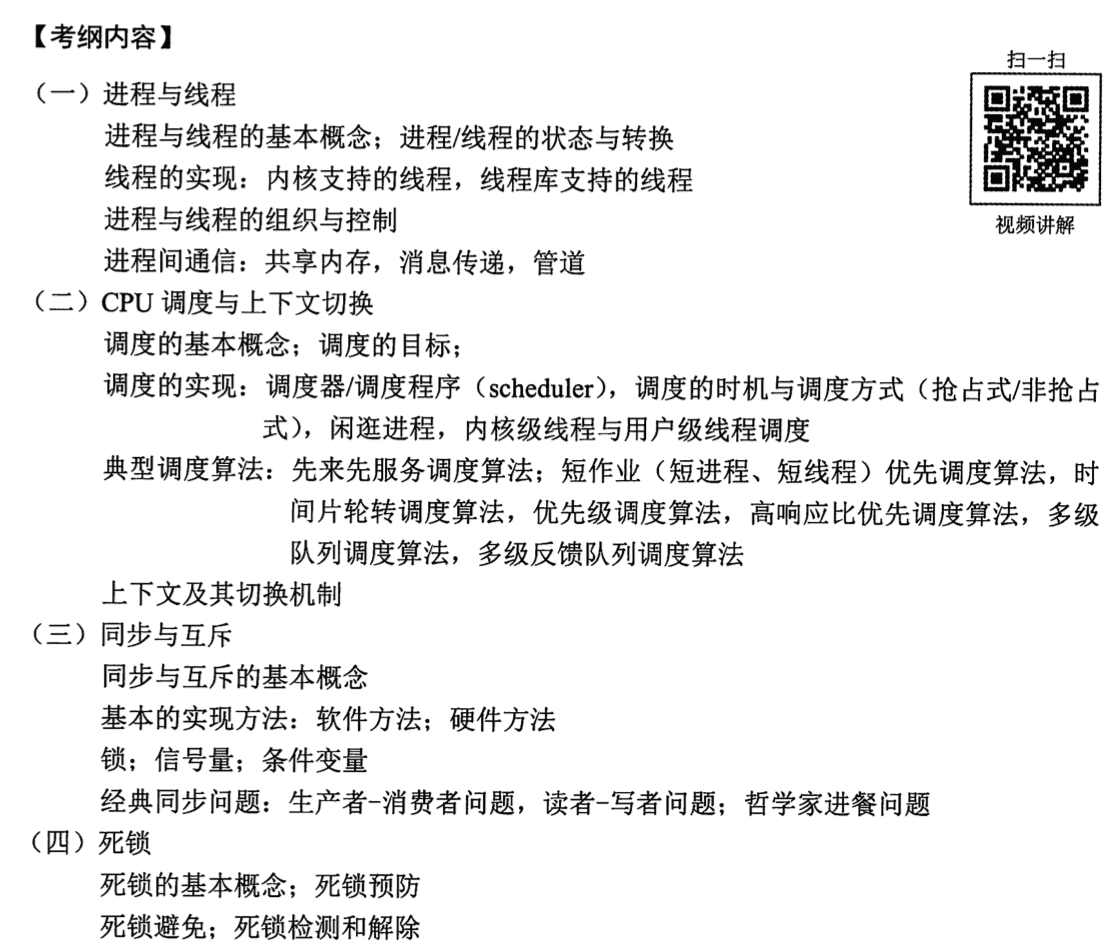 【考纲内容】
扫一扫
（一）进程与线程
进程与线程的基本概念；进程/线程的状态与转换
线程的实现：内核支持的线程，线程库支持的线程
进程与线程的组织与控制
视频讲解
进程间通信：共享内存，消息传递，管道
（二）CPU 调度与上下文切换
调度的基本概念；调度的目标；
调度的实现：调度器/调度程序（scheduler），调度的时机与调度方式（抢占式/非抢占
式），闲逛进程，内核级线程与用户级线程调度
典型调度算法：先来先服务调度算法；短作业（短进程、短线程）优先调度算法，时
间片轮转调度算法，优先级调度算法，高响应比优先调度算法，多级
队列调度算法，多级反馈队列调度算法
上下文及其切换机制
（三）同步与互斥
同步与互斥的基本概念
基本的实现方法：软件方法；硬件方法
锁；信号量；条件变量
经典同步问题：生产者-消费者问题，读者-写者问题；哲学家进餐问题
（四）死锁
死锁的基本概念；死锁预防
死锁避免；死锁检测和解除